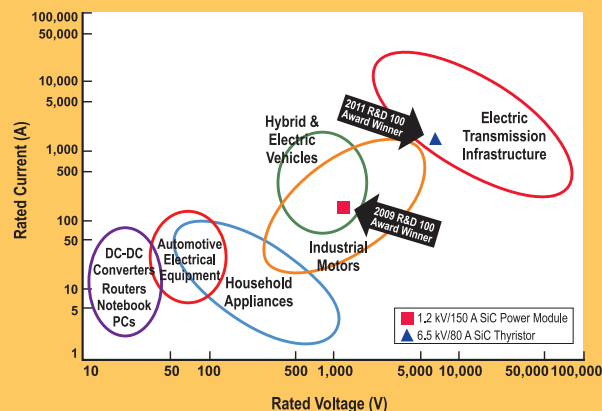 100,000
50,000
10,000
5,000
1,000
500
100
50
10
5
1
Rated Current (A)
2011 R&D 100
Award Winner
Electric
Transmission
Infrastructure
Hybrid &
Electric
Vehicles
2009 R&D 100
Award Winner
Industrial
Motors
DC-DC
Converters
Routers
Notebook
PCs
Automotive
Electrical
Equipment
Household
Appliances
1.2 kV/150 A SiC Power Module
6.5 kV/80 A SiC Thyristor
10
50
100
500
1,000
5,000
10,000
50,000
100,000
Rated Voltage (V)